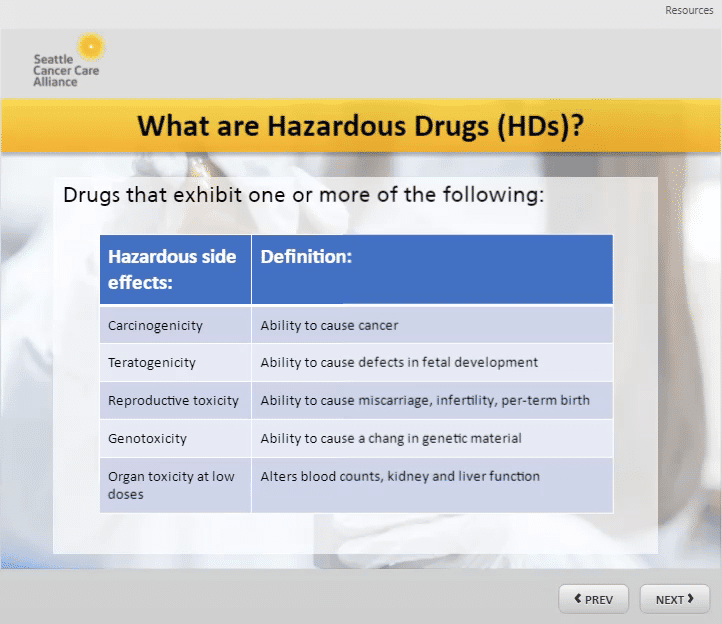 Resources
Seattle
Cancer Care
Alliance
What are Hazardous Drugs (HDs)?
Drugs that exhibit one or more of the following:
Hazardous side
effects:
Definition:
Carcinogenicity
Ability to cause cancer
Teratogenicity
Ability to cause defects in fetal development
Reproductive toxicity
Ability to cause miscarriage, infertility, per-term birth
Genotoxicity
Ability to cause a chang in genetic material
Organ toxicity at low
doses
Alters blood counts, kidney and liver function
PREV
NEXT